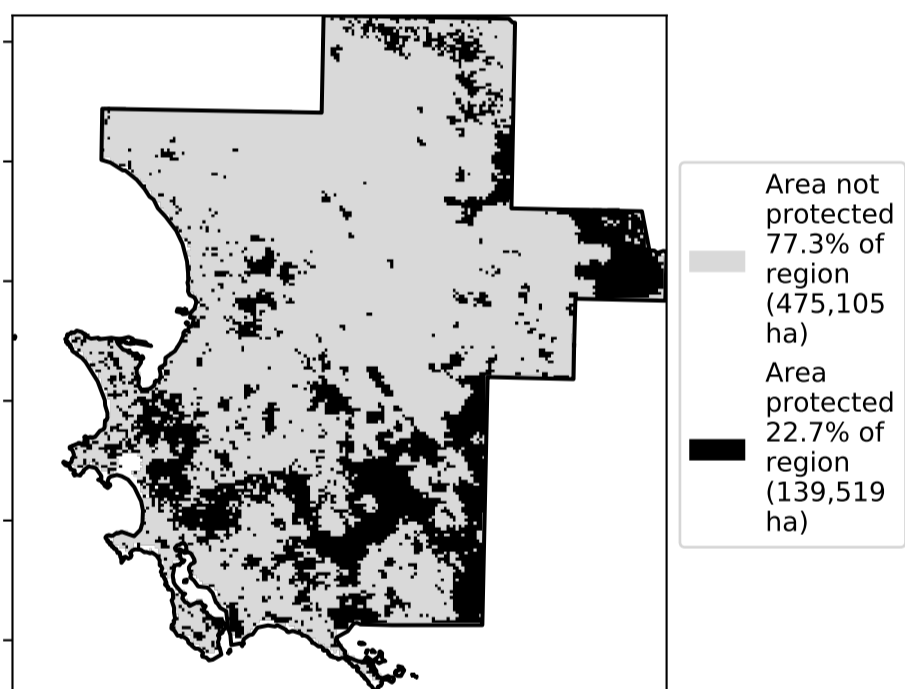 Area not
protected
77.3% of
region
(475,105
ha)
Area
protected
22.7% of
region
(139,519
ha)